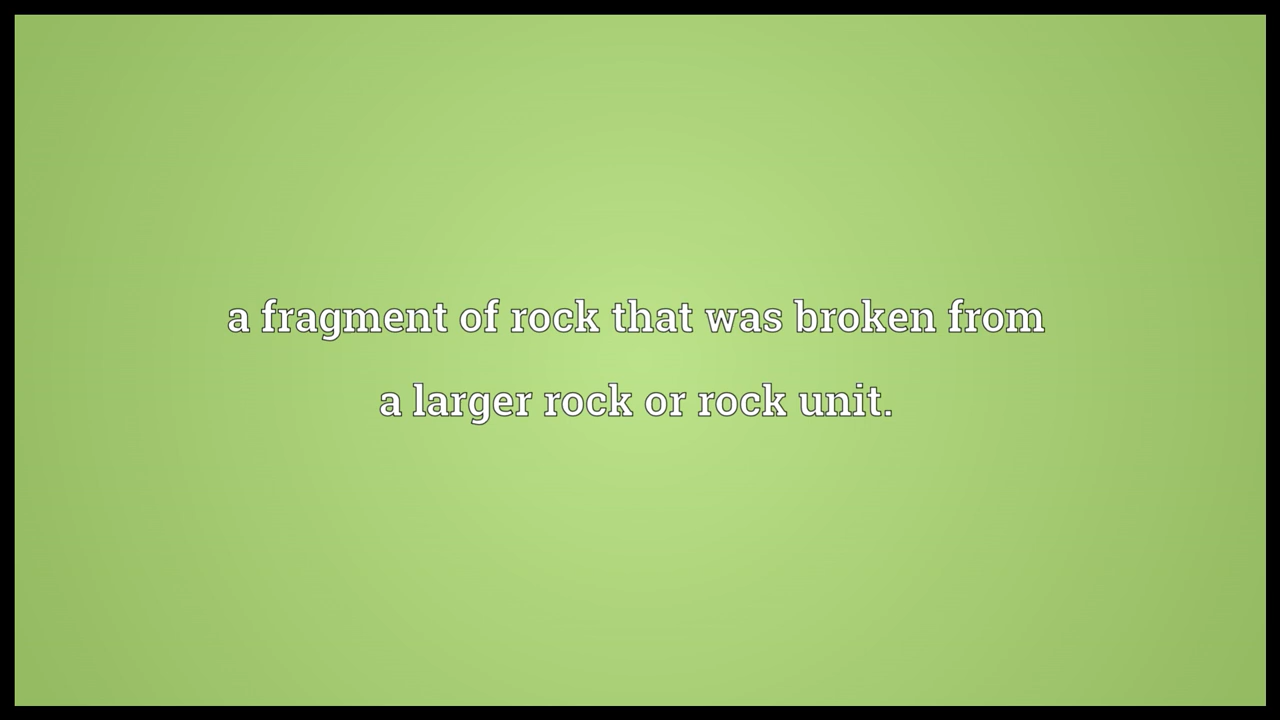 a fragment of rock that was broken from
a larger rock or rock unit.